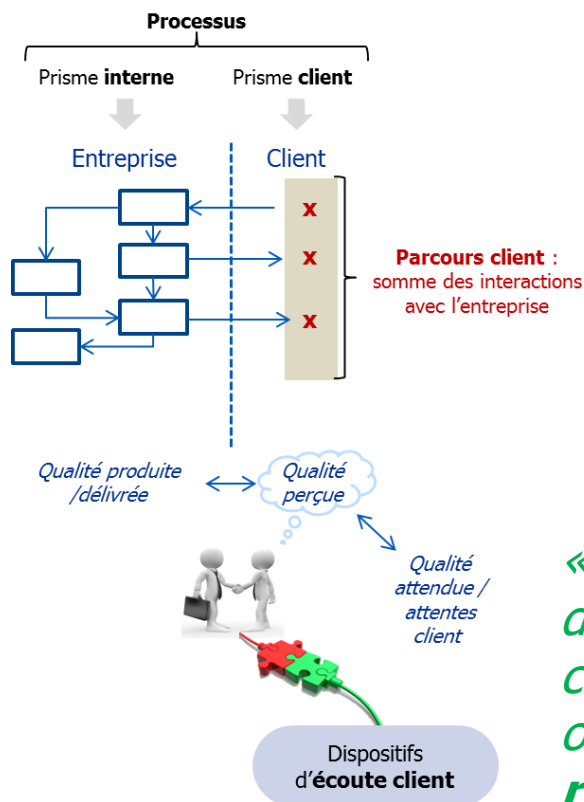 Processus
Prisme interne
Prisme client
Entreprise
Client
x
x
x
Parcours client :
somme des interactions
avec l'entreprise
Qualité produite
/délivrée
Qualité
perçue
Qualité
attendue /
attentes
client
Dispositifs
d'écoute client
«